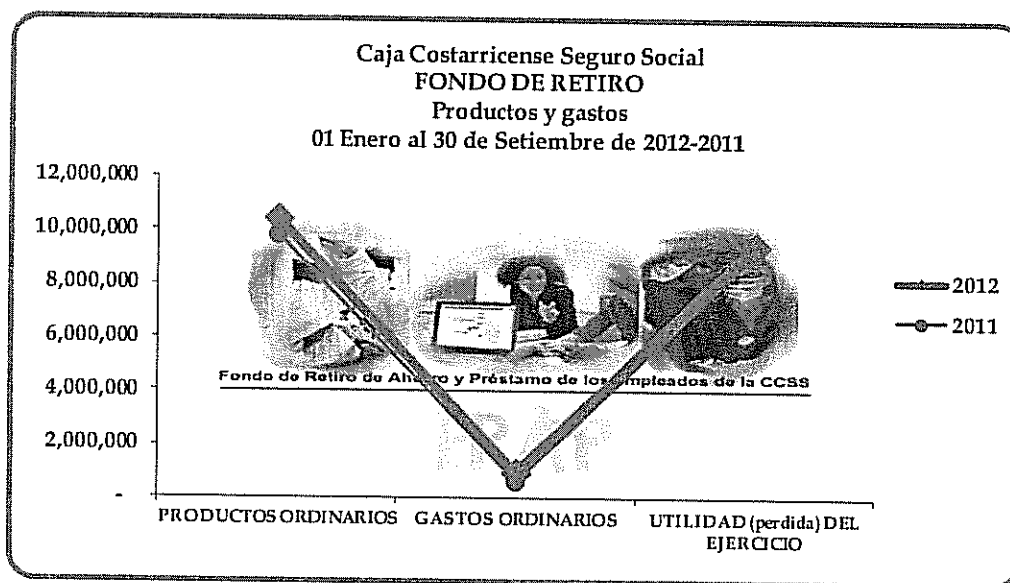 Caja Costarricense Seguro Social
FONDO DE RETIRO
Productos y gastos
01 Enero al 30 de Setiembre de 2012-2011
12,000,000
10,000,000
8,000,000
6,000,000
4,000,000
2,000,000
-
2012
2011
Fondo de Retiro de Ahorro y Préstamo de los Empleados de la CCSS
FRAP
PRODUCTOS ORDINARIOS
GASTOS ORDINARIOS
UTILIDAD (perdida) DEL
EJERCICIO